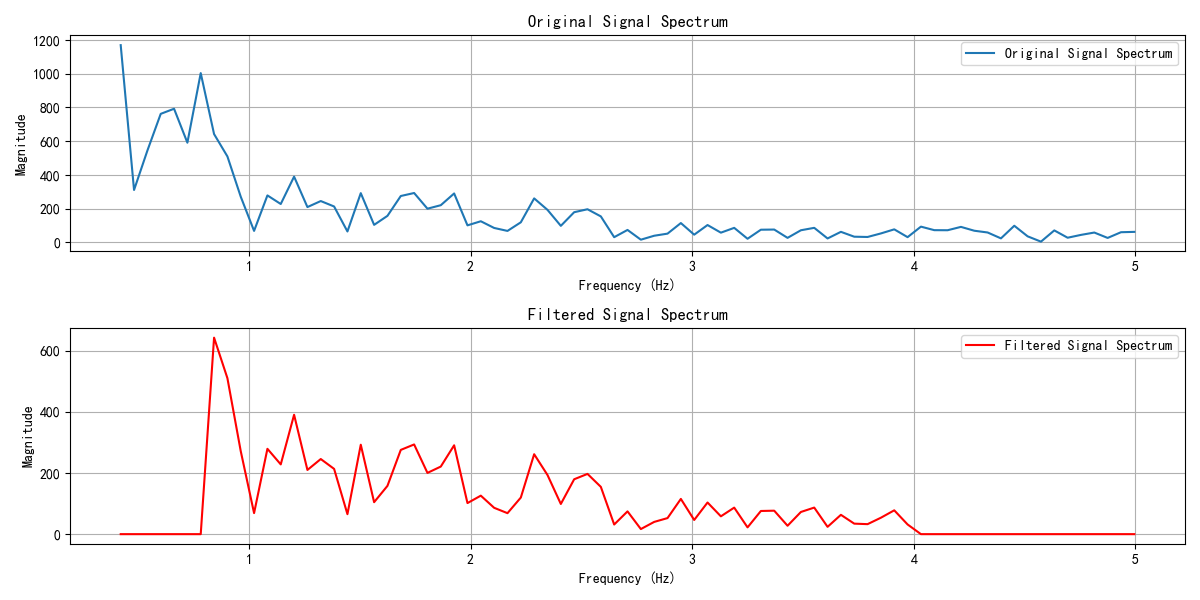 Original Signal Spectrum
1200
1000
800
600
400
200
0
Magnitude
Original Signal Spectrum
1
2
3
4
5
Frequency (Hz)
Filtered Signal Spectrum
600
400
200
0
Magnitude
Filtered Signal Spectrum
1
2
3
4
5
Frequency (Hz)